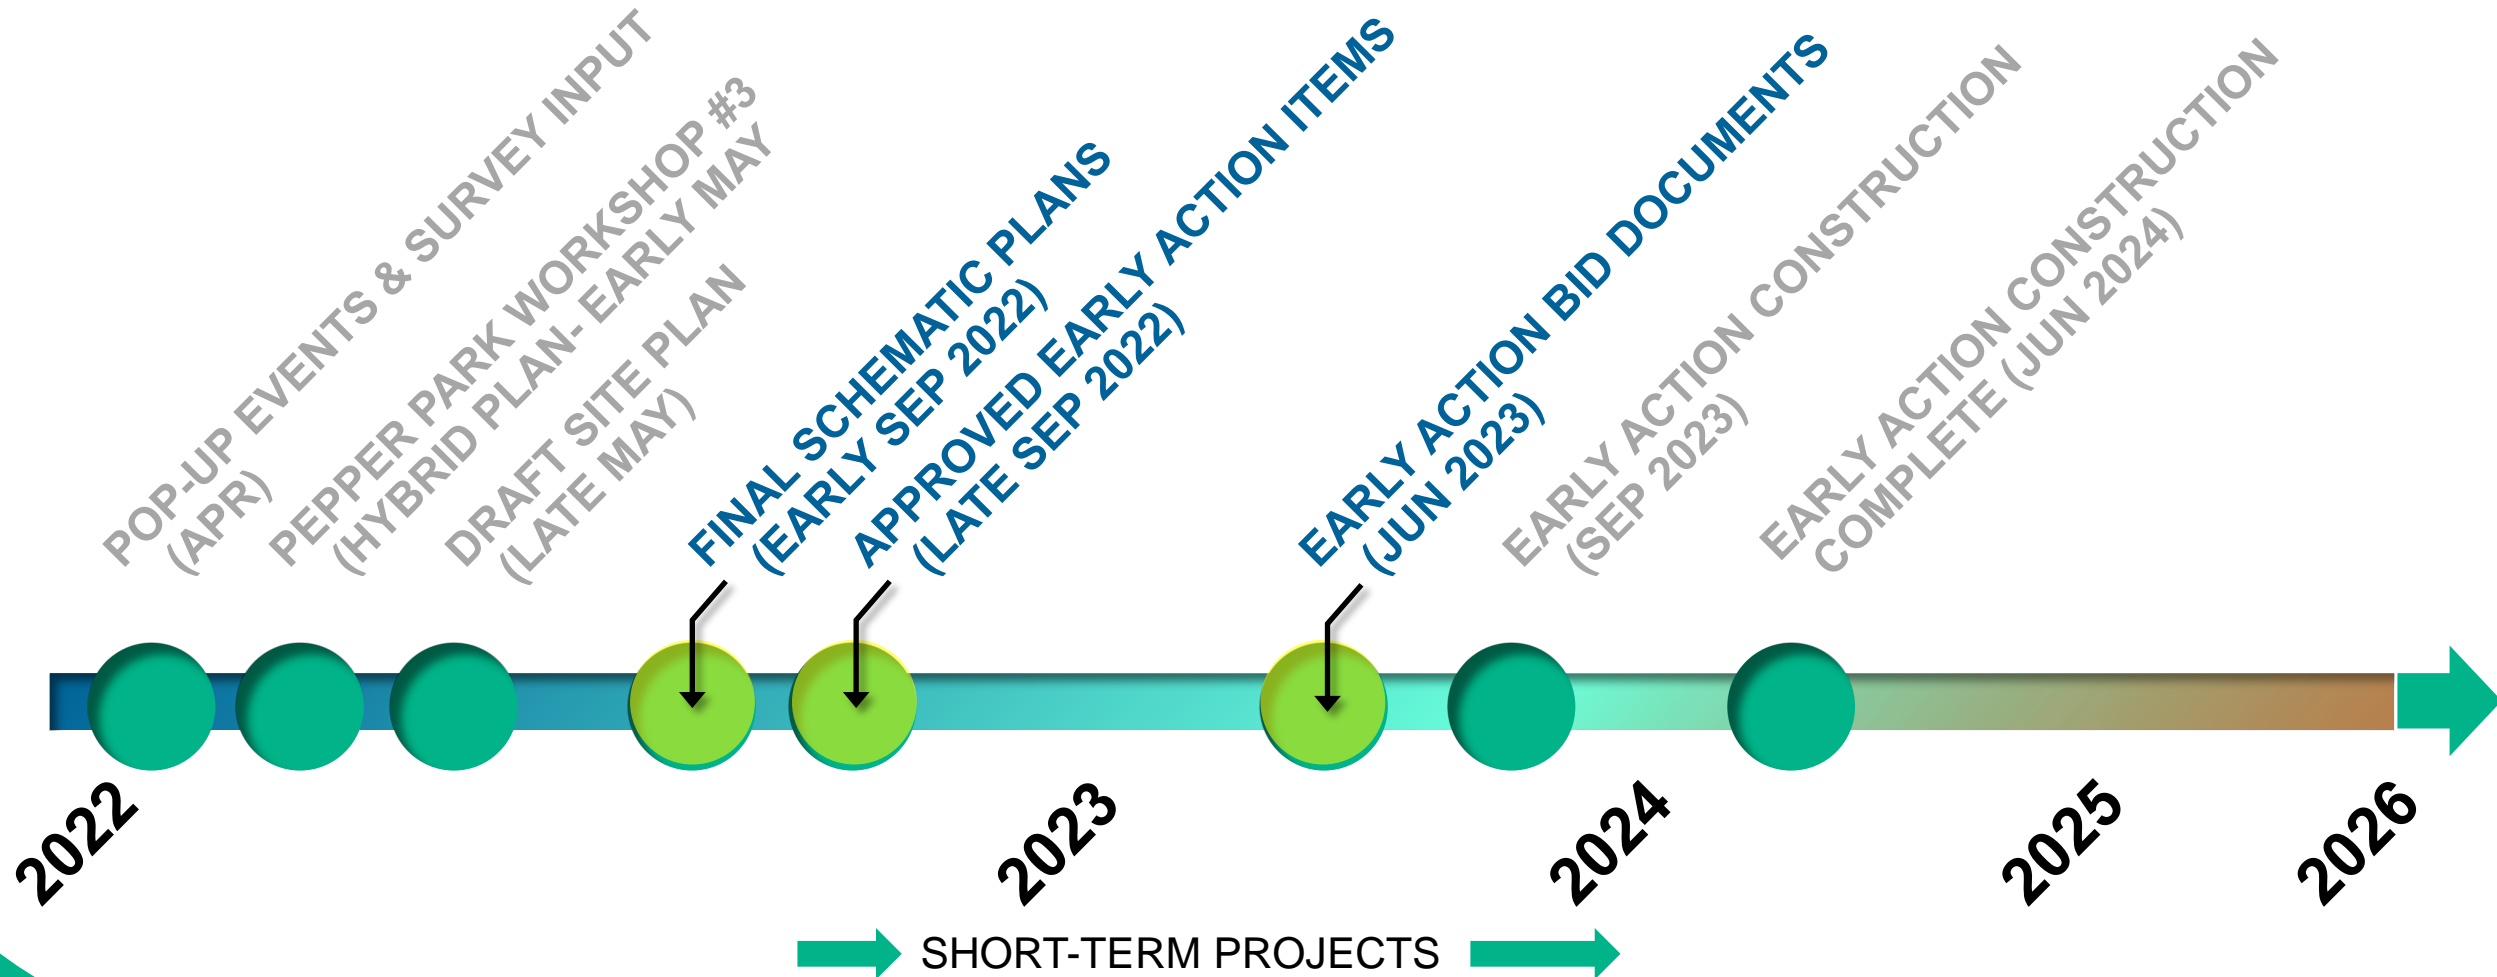 POP-UP EVENTS & SURVEY INPUT
(APR)
PEPPER PARK WORKSHOP #3
(HYBRID PLAN- EARLY MAY
DRAFT SITE PLAN
(LATE MAY)
FINAL SCHEMATIC PLANS
(EARLY SEP 2022)
APPROVED EARLY ACTION ITEMS
(LATE SEP 2022)
EARLY ACTION BID DOCUMENTS
(JUN 2023)
EARLY ACTION CONSTRUCTION
(SEP 2023)
EARLY ACTION CONSTRUCTION
COMPLETE (JUN 2024)
2022
2023
2024
2025
2026
SHORT-TERM PROJECTS